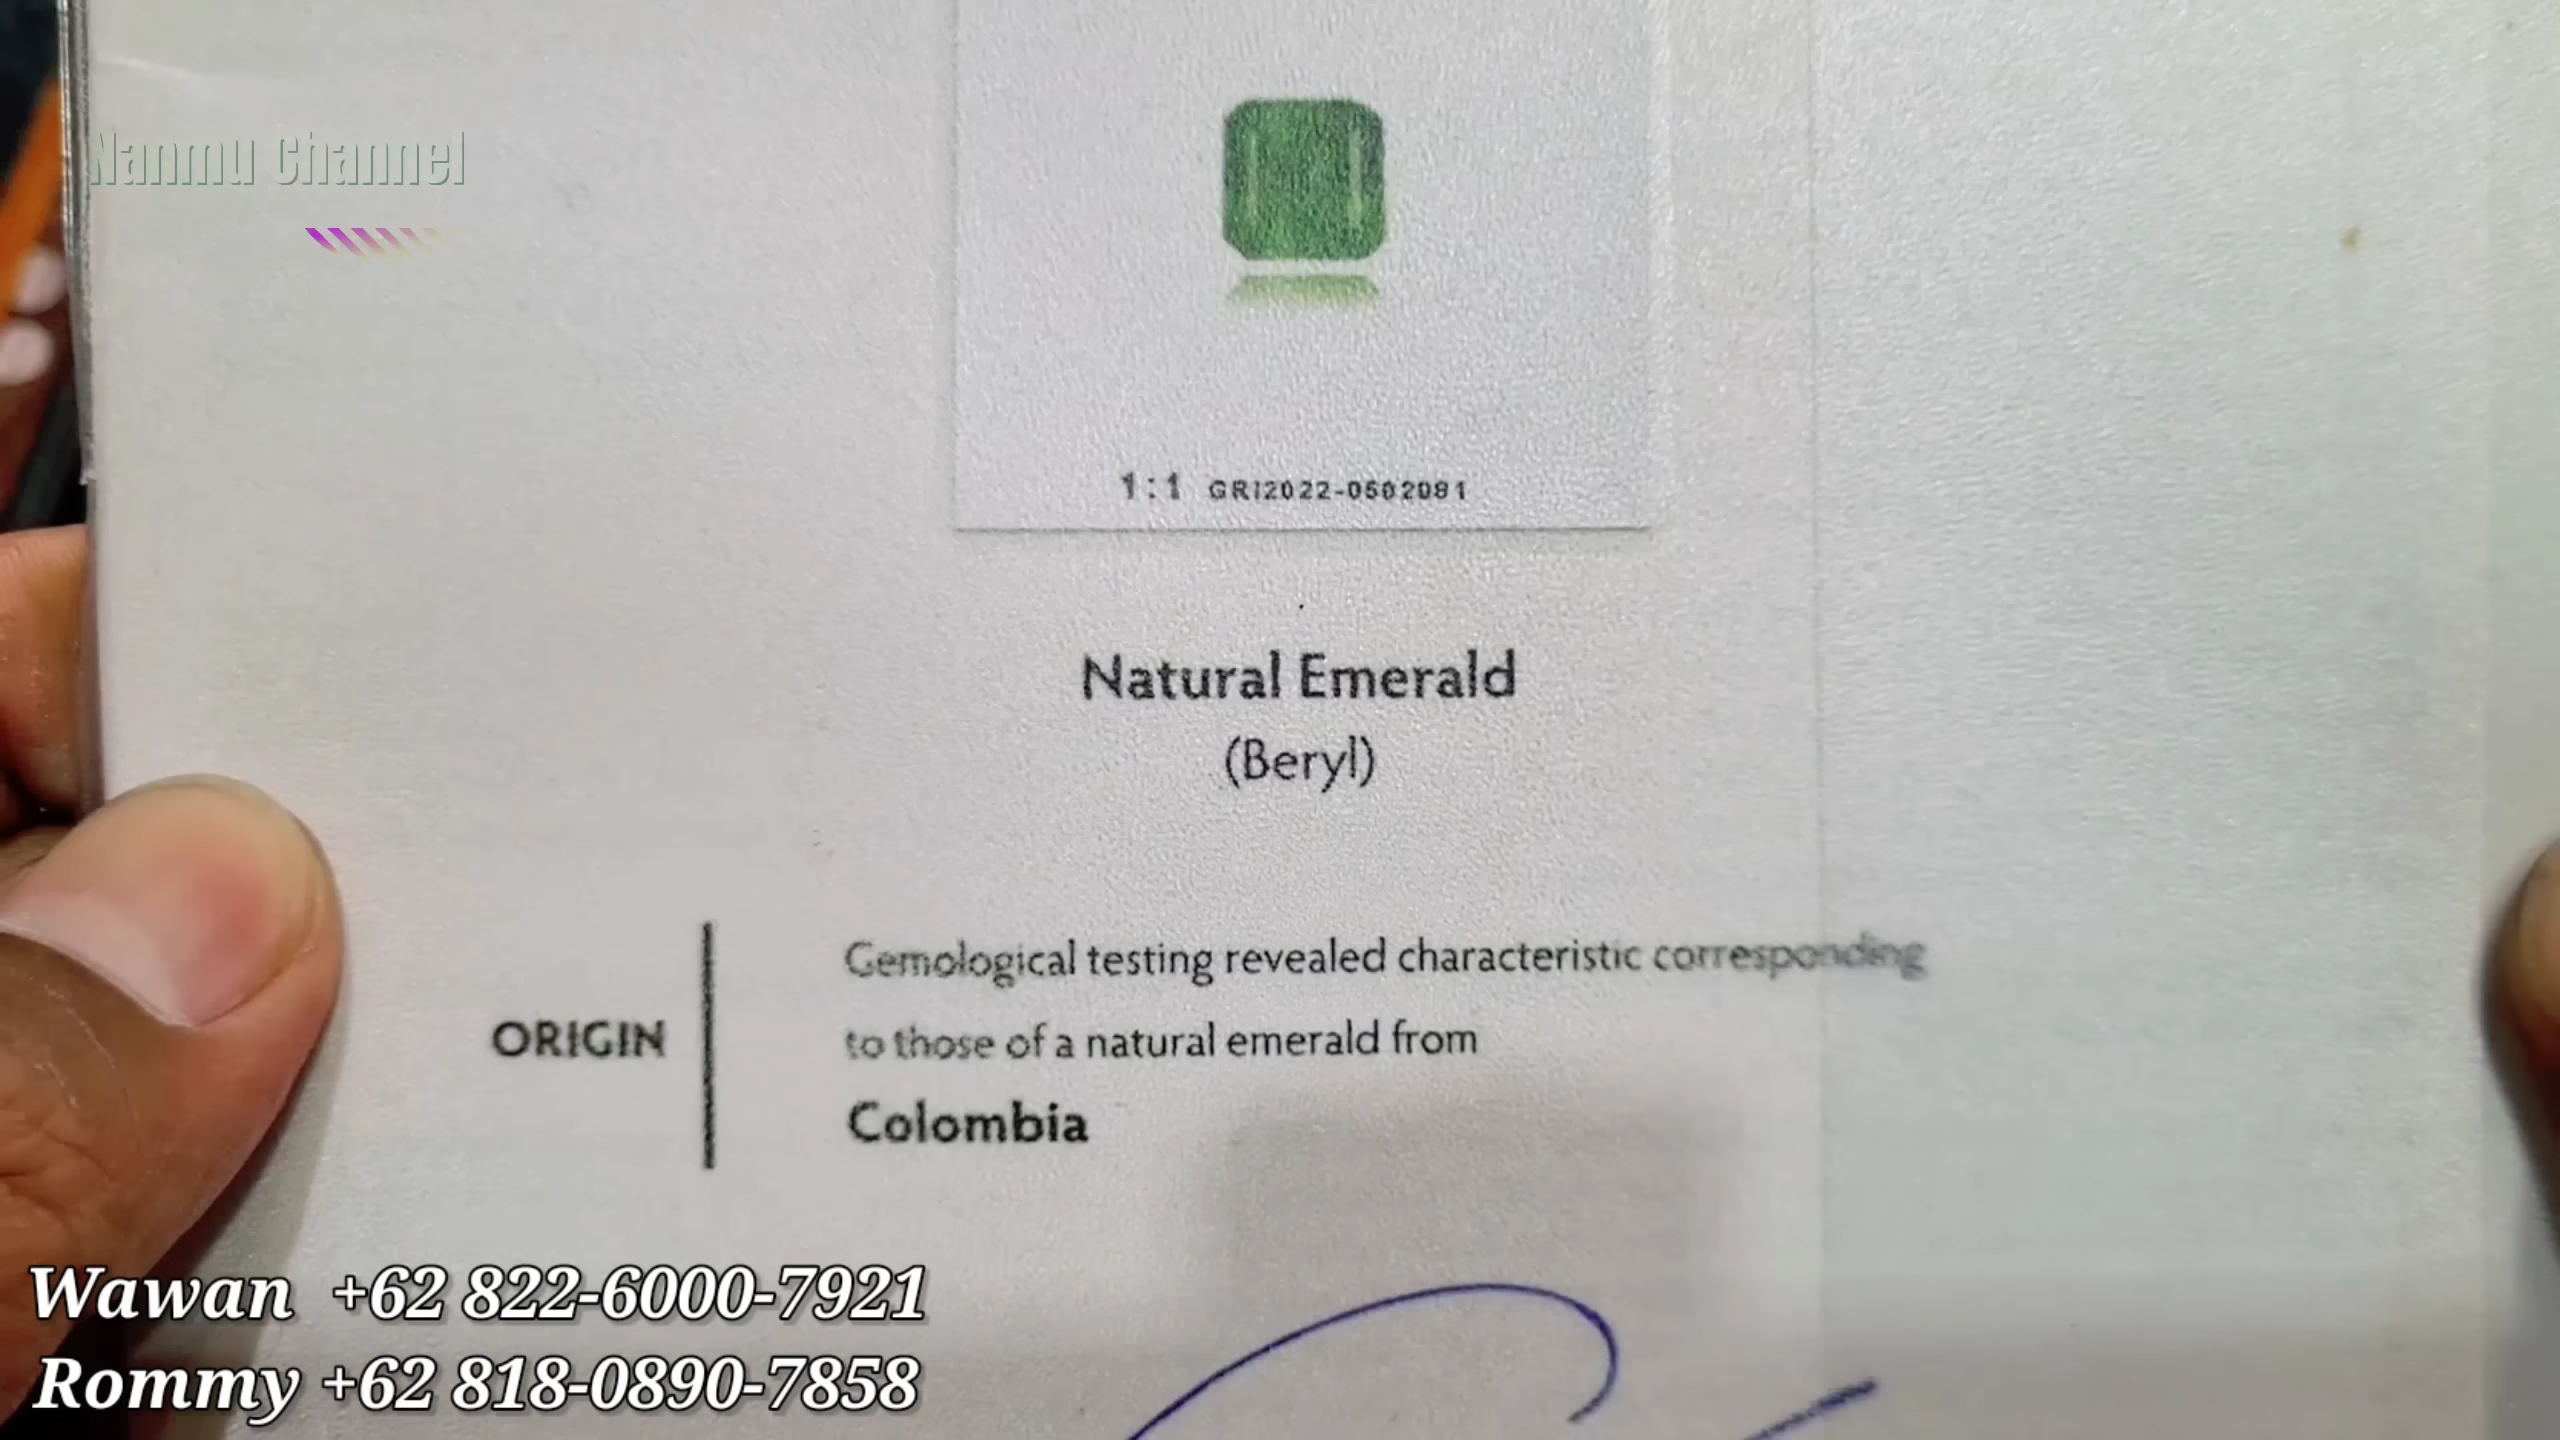 Nanmu Channel
1:1 GRI2022-0502081
Natural Emerald
(Beryl)
ORIGIN
Gemological testing revealed characteristic corresponding
to those of a natural emerald from
Colombia
Wawan +62 822-6000-7921
Rommy +62 818-0890-7858